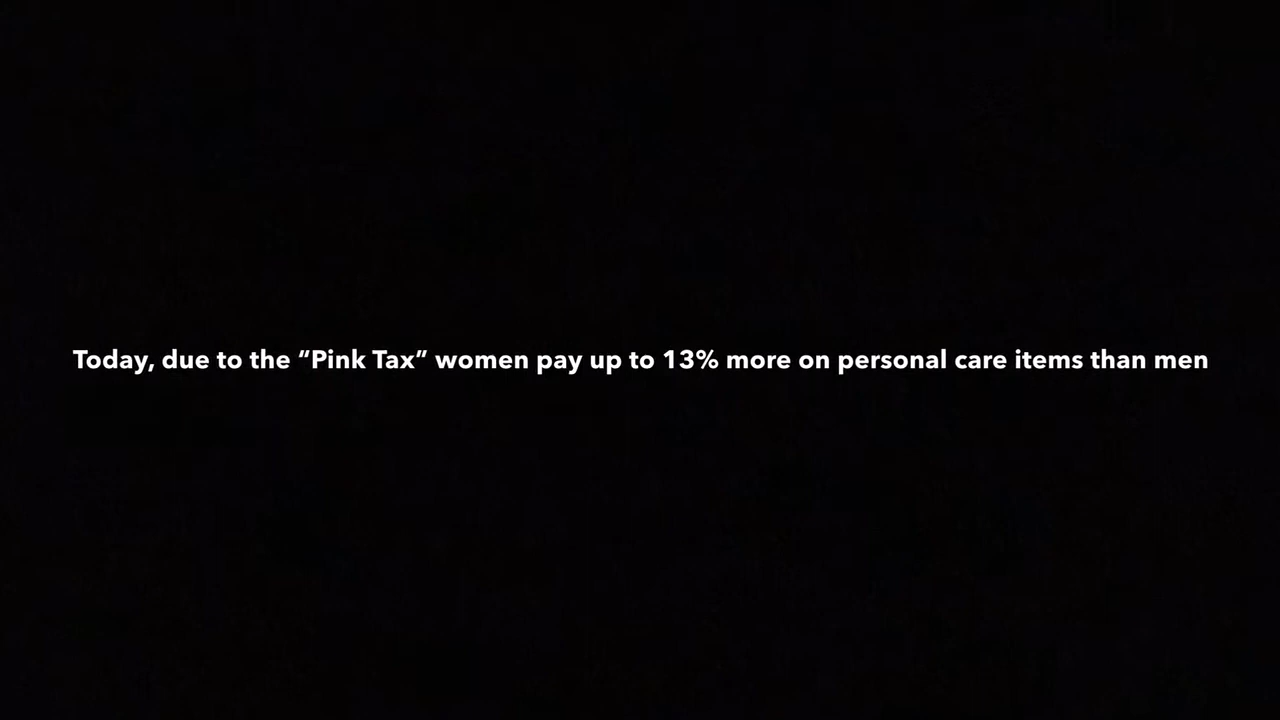 Today, due to the “Pink Tax” women pay up to 13% more on personal care items than men